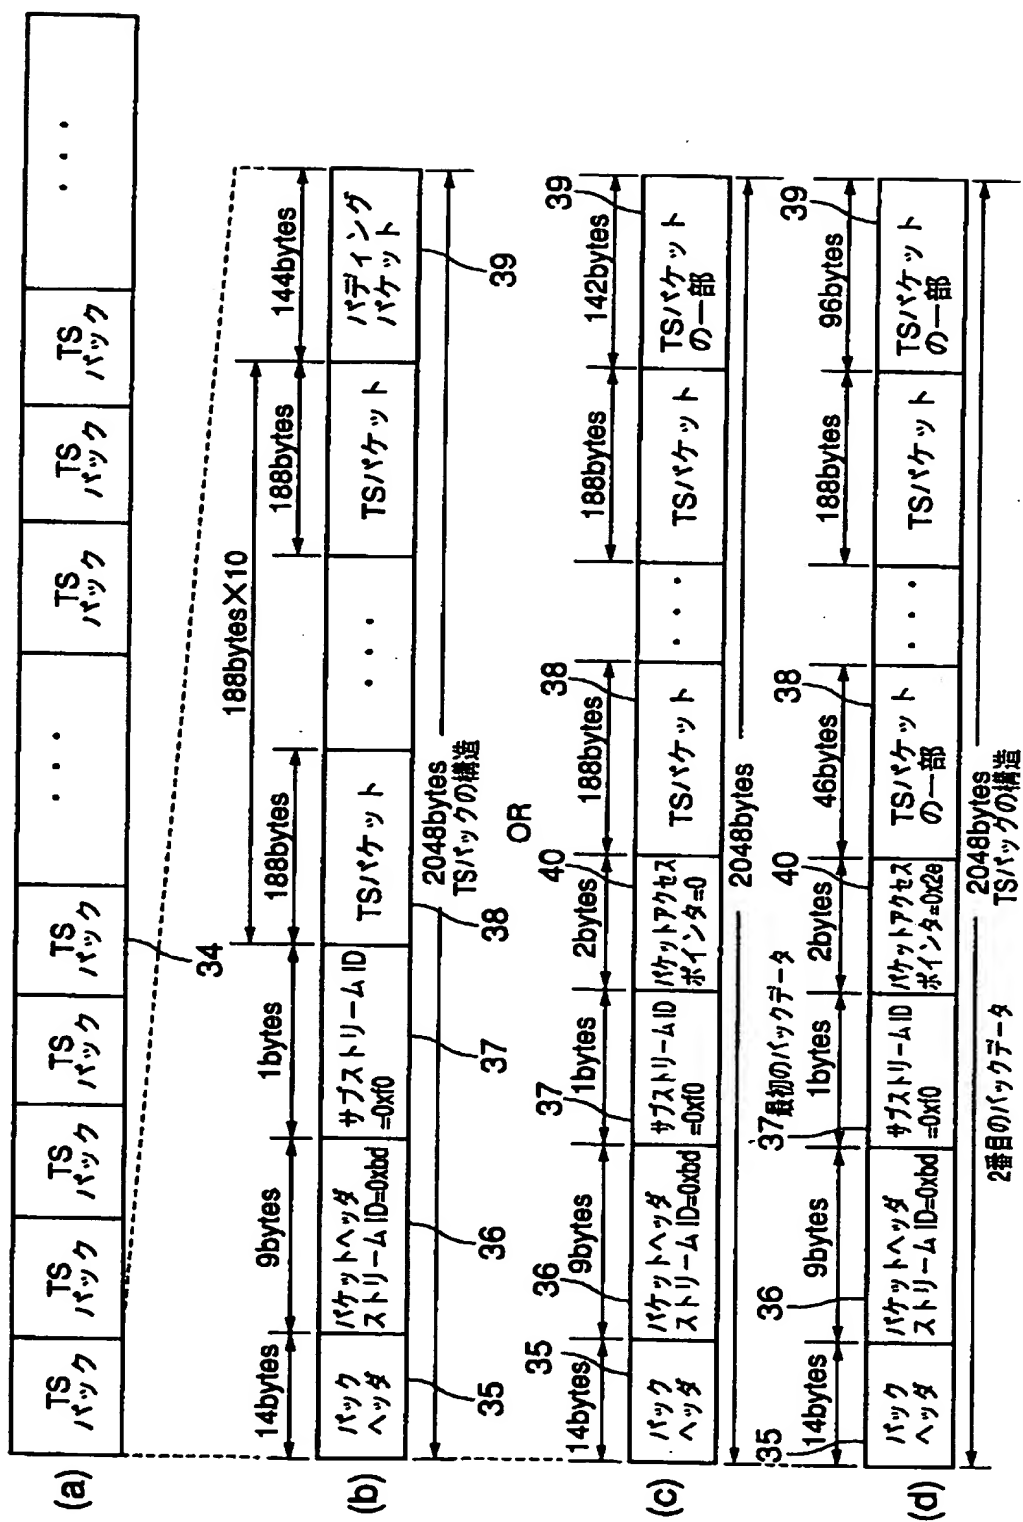 (a)
TS
パック
TS
パック
TS
パック
TS
パック
TS
パック
・・・
TS
パック
TS
パック
TS
パック
・・・
34
(b)
14bytes
9bytes
1bytes
188bytes×10
188bytes
188bytes
144bytes
パック
ヘッダ
パケットヘッダ
ストリームID=0xbd
サブストリームID
=0xf0
TSパケット
・・・
TSパケット
パディング
パケット
35
36
37
38
39
2048bytes
TSパックの構造
OR
(c)
35
36
37
40
38
39
14bytes
9bytes
1bytes
2bytes
188bytes
188bytes
142bytes
パック
ヘッダ
パケットヘッダ
ストリームID=0xbd
サブストリームID
=0xf0
パケットアクセス
ポインタ=0
TSパケット
・・・
TSパケット
TSパケット
の一部
2048bytes
最初のパックデータ
(d)
35
36
37
40
38
39
14bytes
9bytes
1bytes
2bytes
46bytes
188bytes
96bytes
パック
ヘッダ
パケットヘッダ
ストリームID=0xbd
サブストリームID
=0xf0
パケットアクセス
ポインタ=0x2e
TSパケット
の一部
・・・
TSパケット
TSパケット
の一部
2048bytes
TSパックの構造
2番目のパックデータ